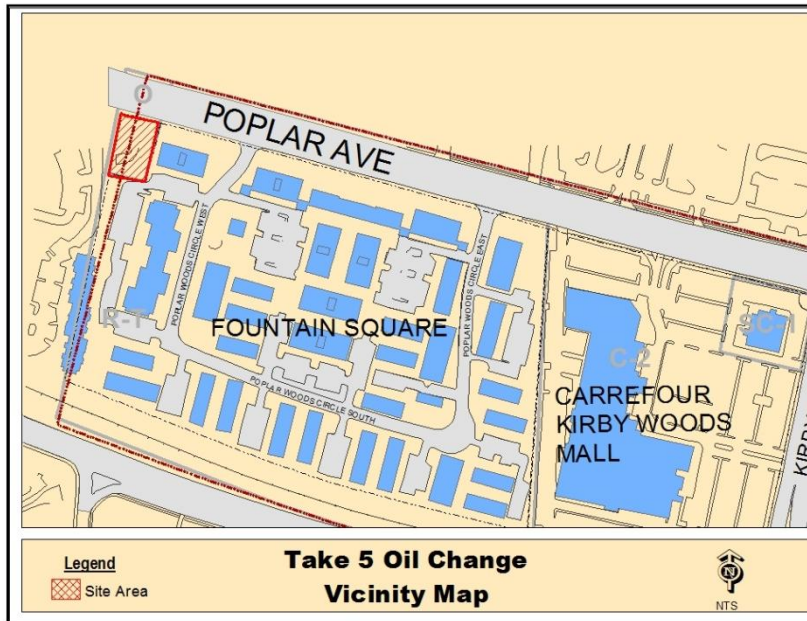 O
POPLAR AVE
POPLAR WOODS CIRCLE WEST
POPLAR WOODS CIRCLE EAST
R-T
FOUNTAIN SQUARE
SC-1
C-2
CARREFOUR
KIRBY WOODS
MALL
POPLAR WOODS CIRCLE SOUTH
KIRBY
Legend
Site Area
Take 5 Oil Change
Vicinity Map
N
NTS